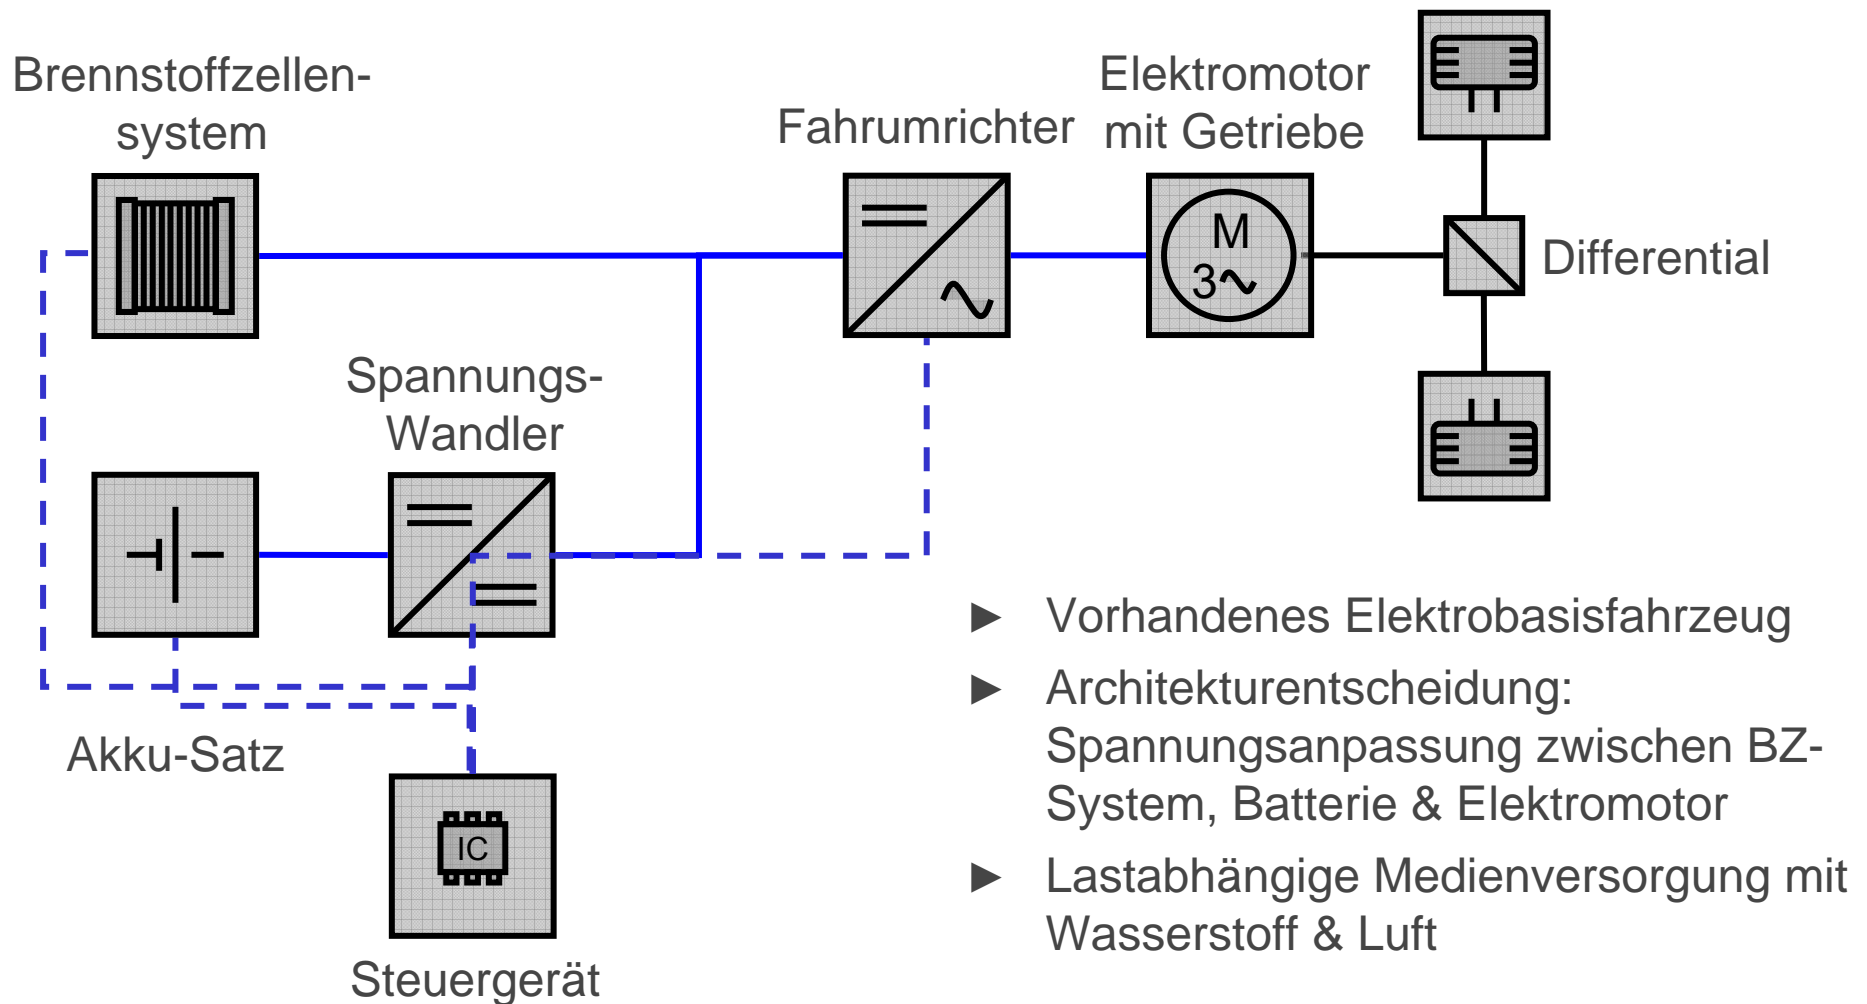 Brennstoffzellen-
system
Fahrumrichter
Elektromotor
mit Getriebe
M
3~
Differential
Spannungs-
Wandler
Akku-Satz
IC
Steuergerät
► Vorhandenes Elektrobasisfahrzeug
► Architekturentscheidung:
Spannungsanpassung zwischen BZ-
System, Batterie & Elektromotor
► Lastabhängige Medienversorgung mit
Wasserstoff & Luft